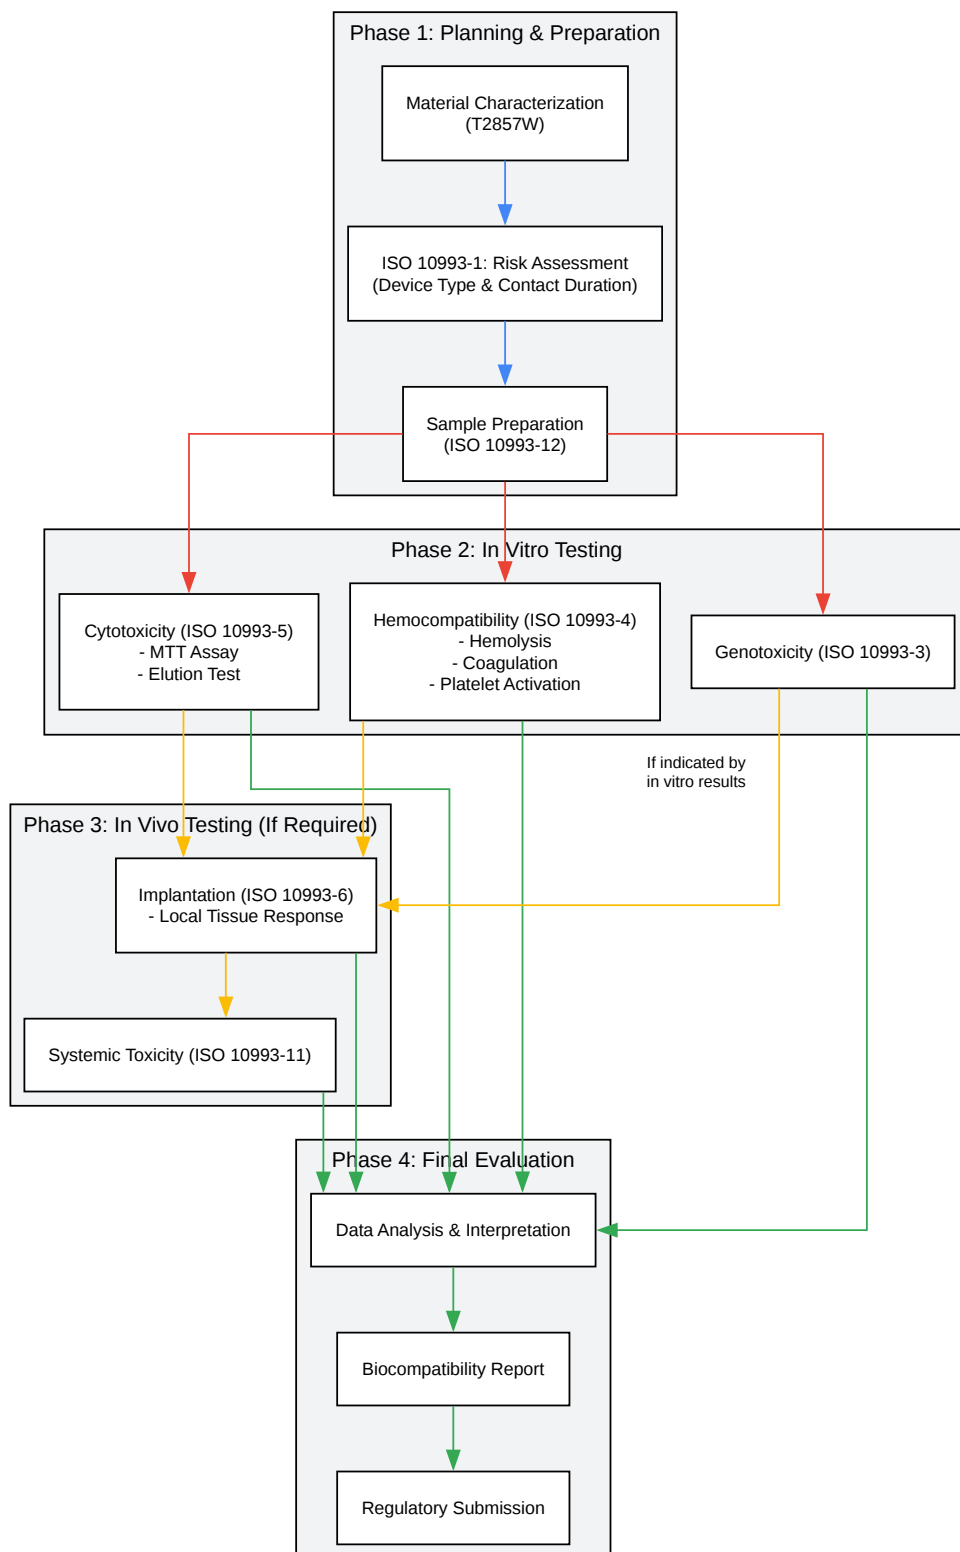 Phase 1: Planning & Preparation
Material Characterization
(T2857W)
ISO 10993-1: Risk Assessment
(Device Type & Contact Duration)
Sample Preparation
(ISO 10993-12)
Phase 2: In Vitro Testing
Cytotoxicity (ISO 10993-5)
- MTT Assay
- Elution Test
Hemocompatibility (ISO 10993-4)
- Hemolysis
- Coagulation
- Platelet Activation
Genotoxicity (ISO 10993-3)
If indicated by
in vitro results
Phase 3: In Vivo Testing (If Required)
Implantation (ISO 10993-6)
- Local Tissue Response
Systemic Toxicity (ISO 10993-11)
Phase 4: Final Evaluation
Data Analysis & Interpretation
Biocompatibility Report
Regulatory Submission